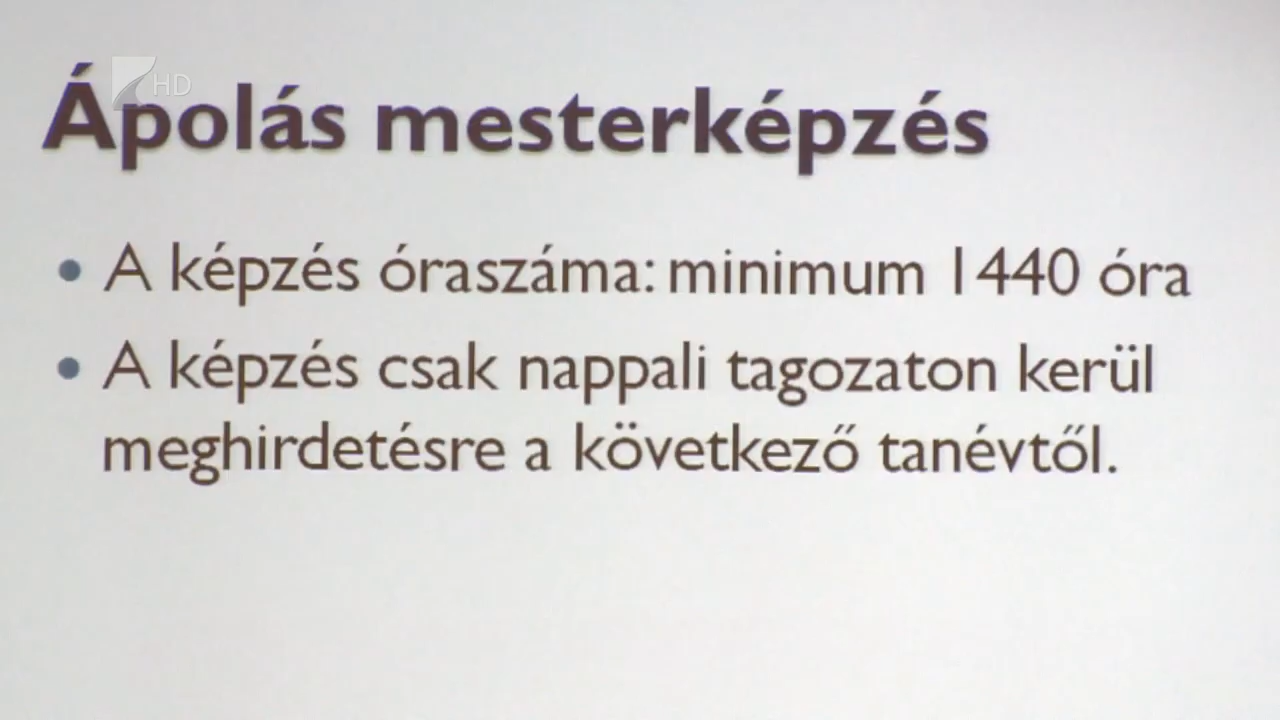 HD
Ápolás mesterképzés
• A képzés óraszáma: minimum 1440 óra
• A képzés csak nappali tagozaton kerül
meghirdetésre a következő tanévtől.